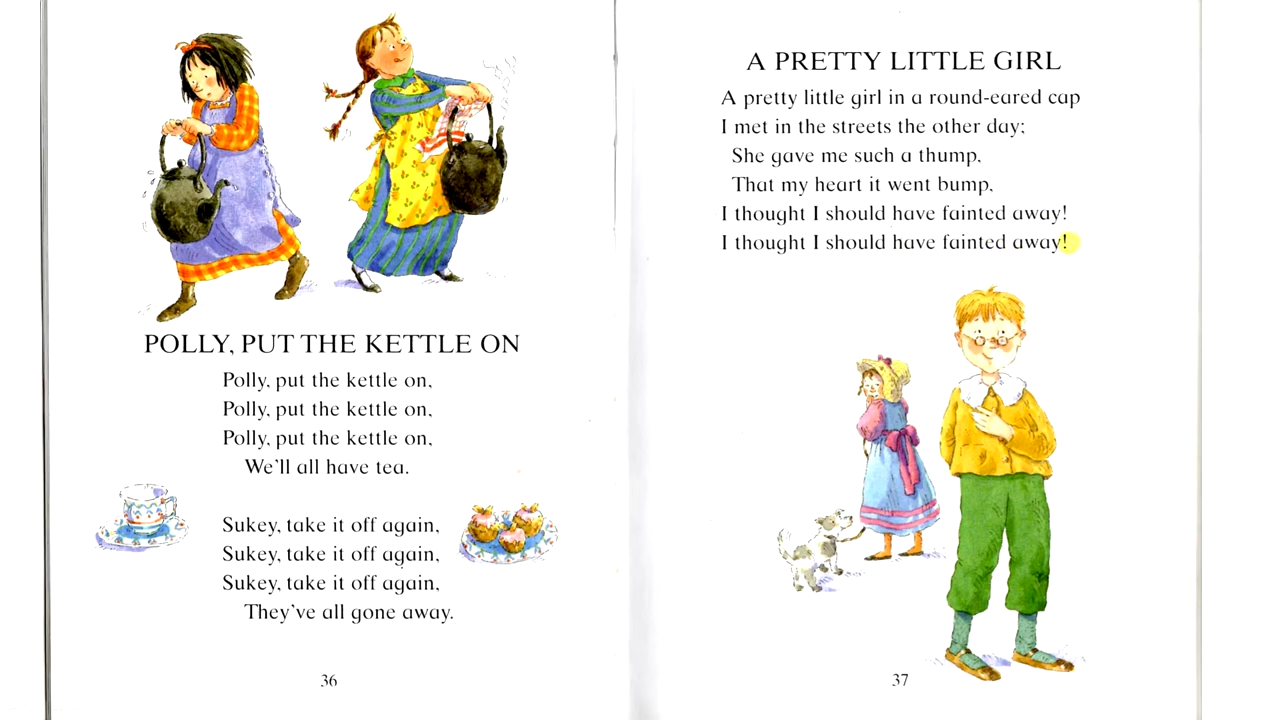 POLLY, PUT THE KETTLE ON
Polly, put the kettle on,
Polly, put the kettle on,
Polly, put the kettle on,
We'll all have tea.
Sukey, take it off again,
Sukey, take it off again,
Sukey, take it off again,
They've all gone away.
36
A PRETTY LITTLE GIRL
A pretty little girl in a round-eared cap
I met in the streets the other day;
She gave me such a thump,
That my heart it went bump,
I thought I should have fainted away!
I thought I should have fainted away!
37